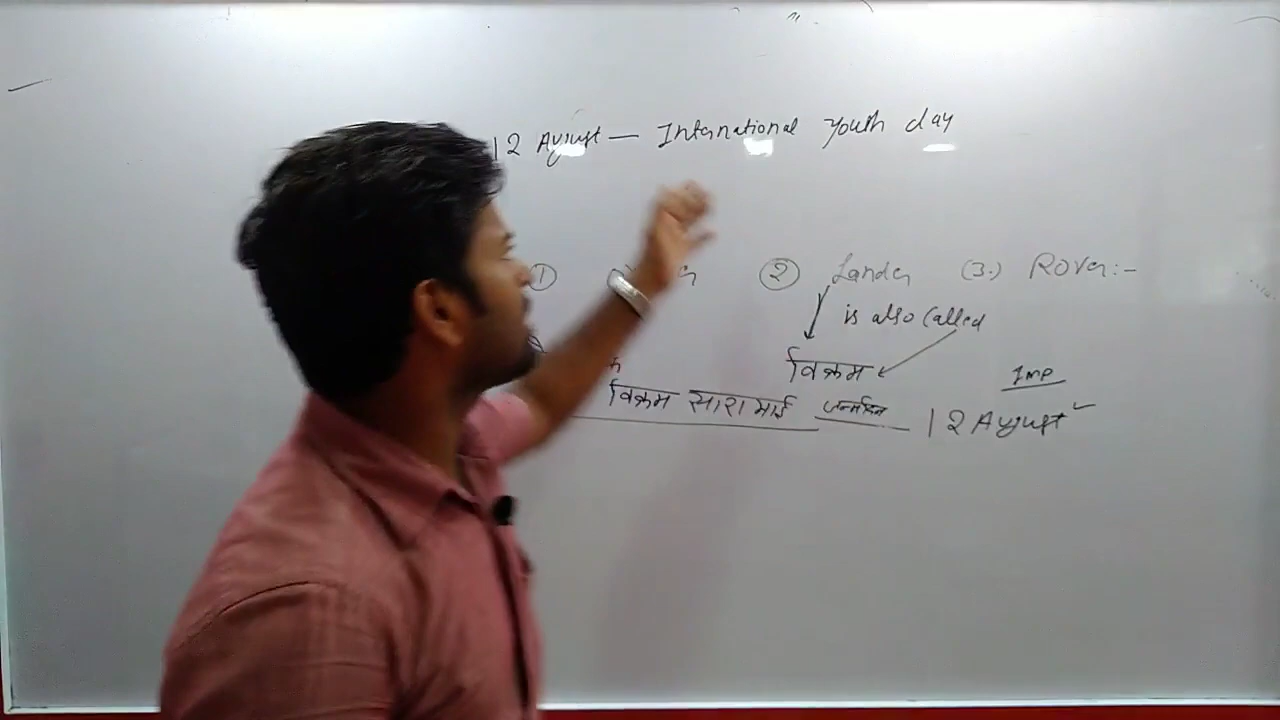 12 August — International youth day
① ② Lander (3.) Rover:-
is also called
विक्रम
Imp
विक्रम सारा भाई जन्मदिन 12 August